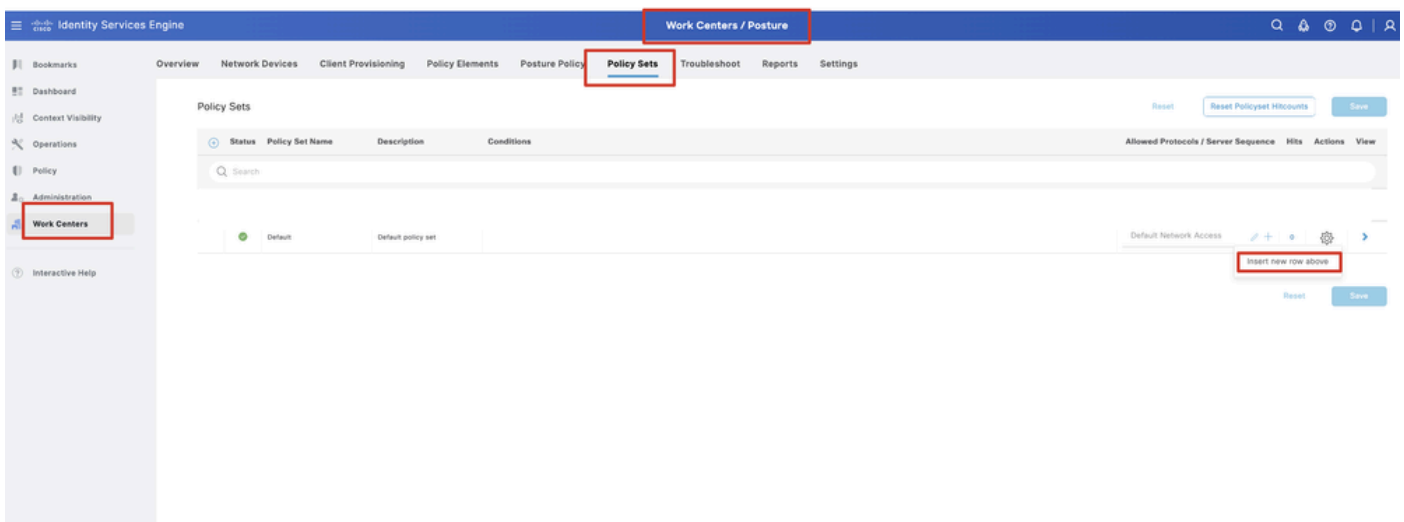 cisco Identity Services Engine
Work Centers / Posture
Bookmarks
Dashboard
Context Visibility
Operations
Policy
Administration
Work Centers
Interactive Help
Overview Network Devices Client Provisioning Policy Elements Posture Policy Policy Sets Troubleshoot Reports Settings
Policy Sets
Reset Reset Policyset Hitcounts Save
Status Policy Set Name Description Conditions Allowed Protocols / Server Sequence Hits Actions View
Search
Default Default policy set Default Network Access 0
Insert new row above
Reset Save